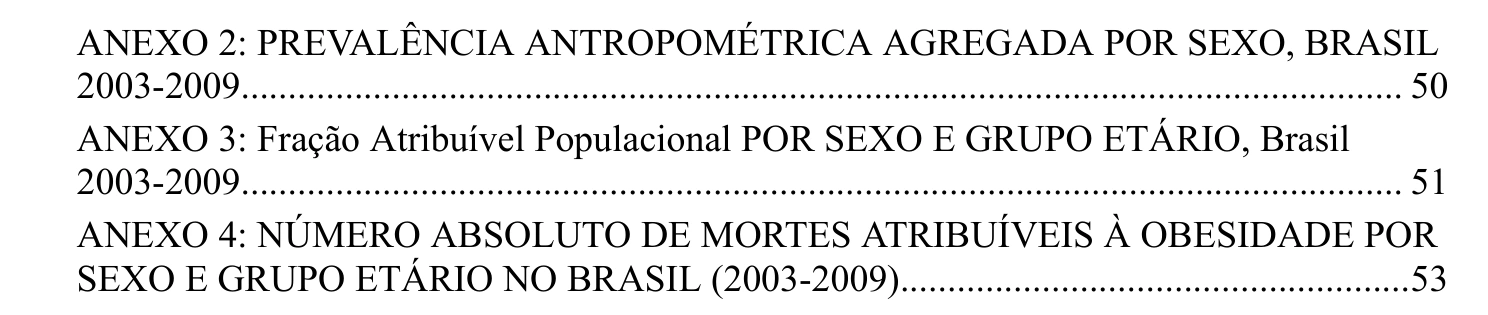 ANEXO 2: PREVALÊNCIA ANTROPOMÉTRICA AGREGADA POR SEXO, BRASIL
2003-2009............................................................................................................................ 50
ANEXO 3: Fração Atribuível Populacional POR SEXO E GRUPO ETÁRIO, Brasil
2003-2009............................................................................................................................ 51
ANEXO 4: NÚMERO ABSOLUTO DE MORTES ATRIBUÍVEIS À OBESIDADE POR
SEXO E GRUPO ETÁRIO NO BRASIL (2003-2009)......................................................53